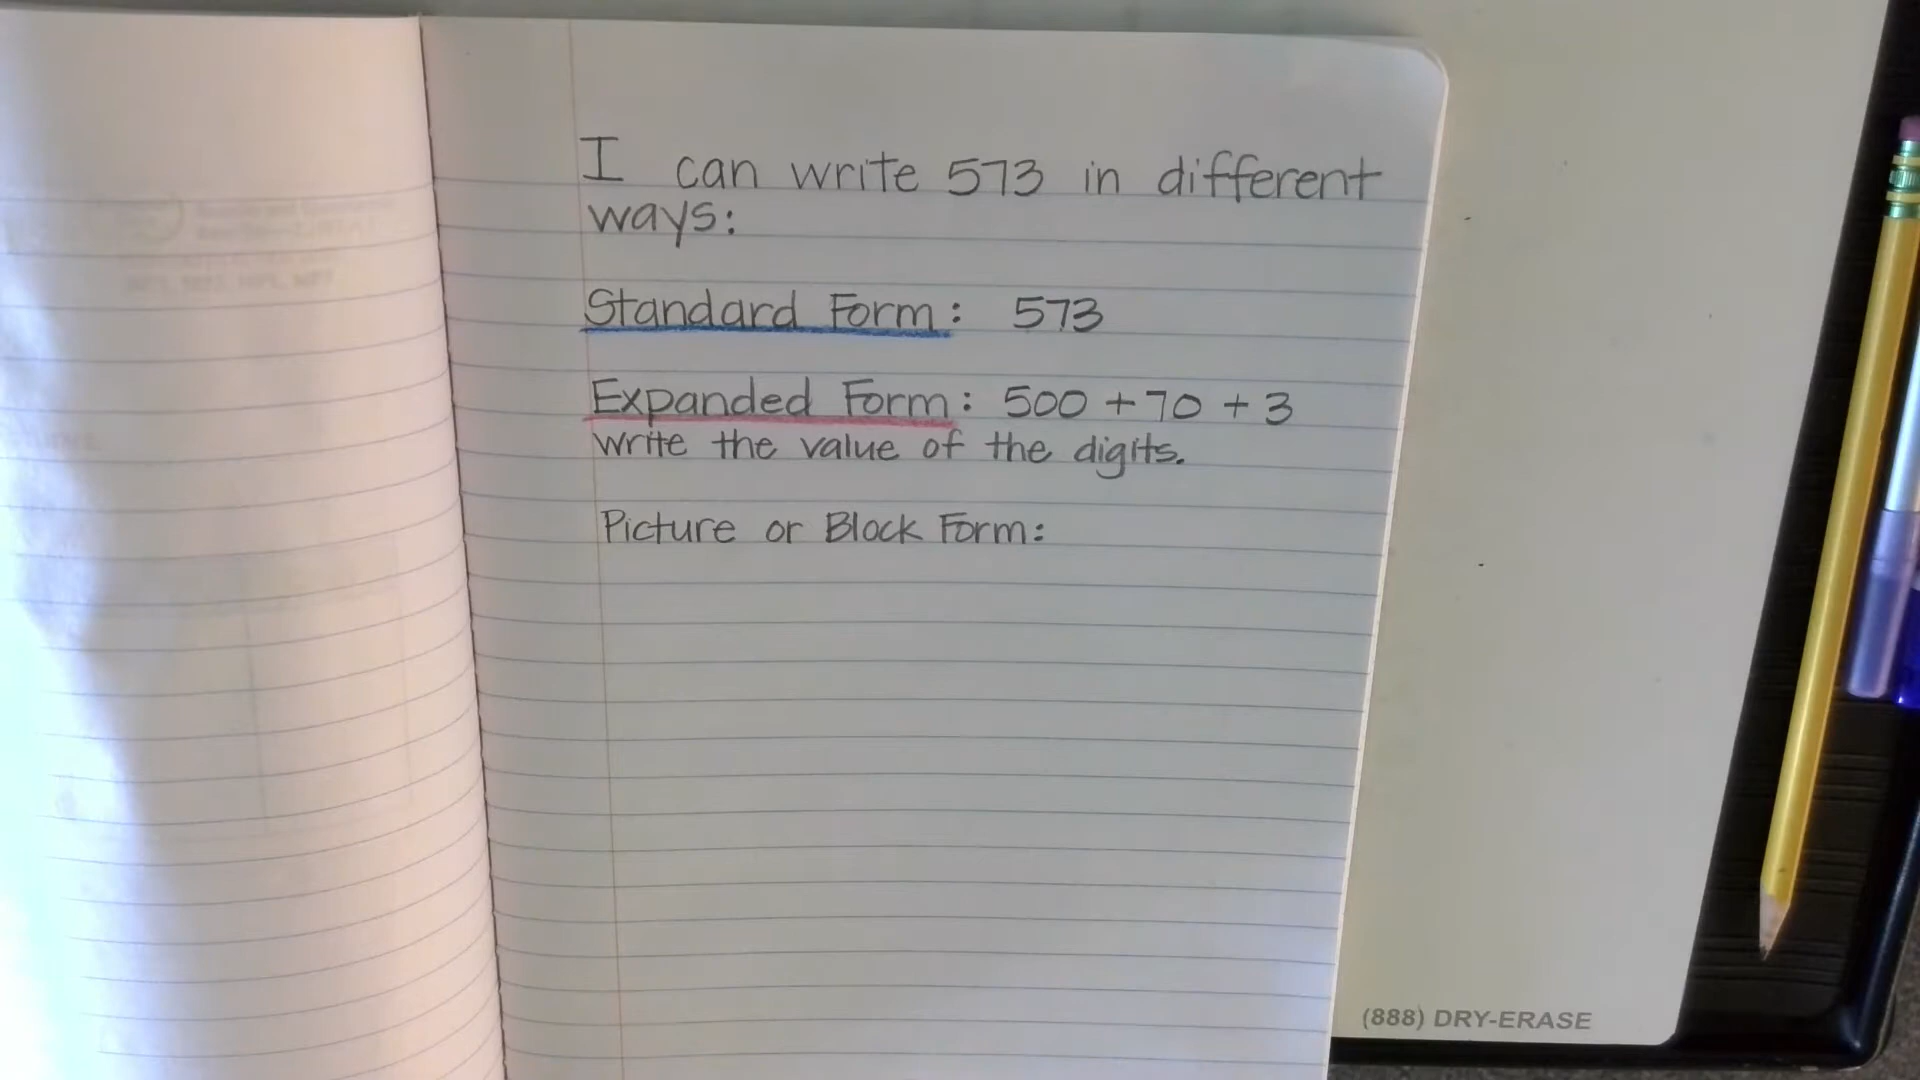 I can write 573 in different
ways:
Standard Form: 573
Expanded Form: 500 + 70 + 3
write the value of the digits.
Picture or Block Form:
(888) DRY-ERASE